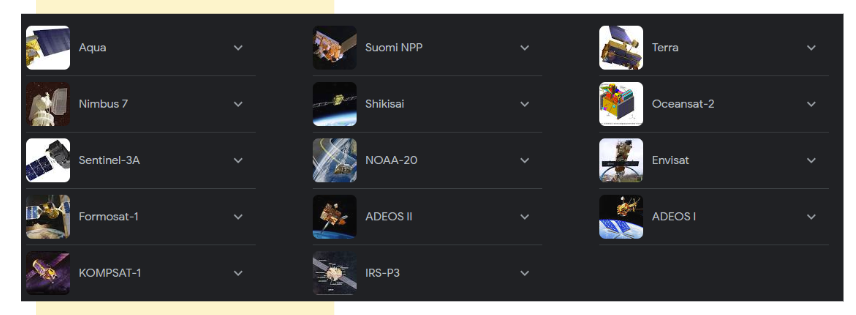 Aqua
Suomi NPP
Terra
Nimbus 7
Shikisai
Oceansat-2
Sentinel-3A
NOAA-20
Envisat
Formosat-1
ADEOS II
ADEOS I
KOMPSAT-1
IRS-P3